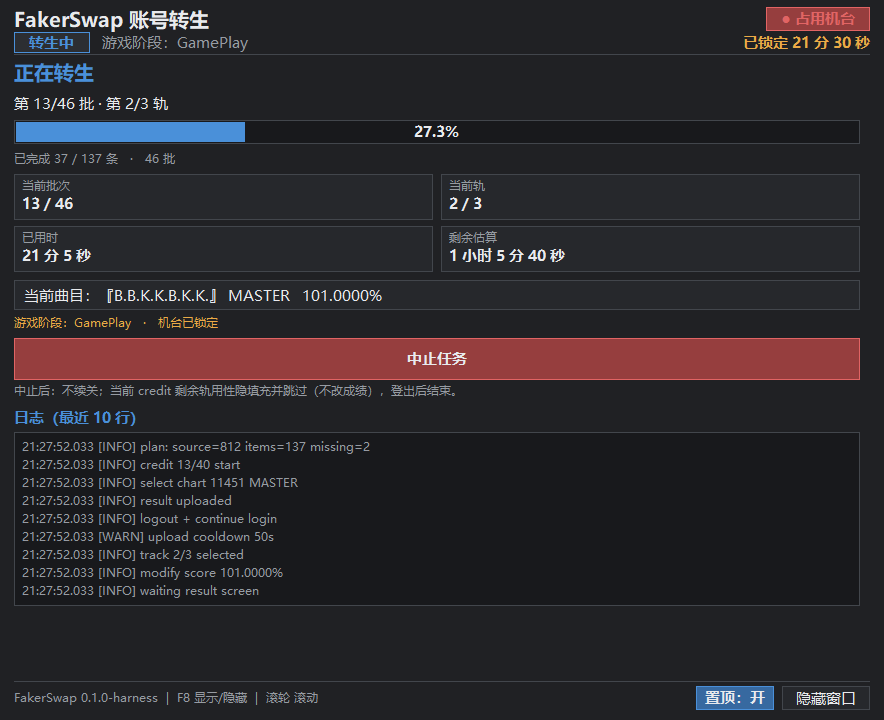 FakerSwap 账号转生
● 占用机台
转生中 游戏阶段：GamePlay
已锁定 21 分 30 秒
正在转生
第 13/46 批 · 第 2/3 轨
27.3%
已完成 37 / 137 条 · 46 批
当前批次
13 / 46
当前轨
2 / 3
已用时
21 分 5 秒
剩余估算
1 小时 5 分 40 秒
当前曲目：『B.B.K.K.B.K.K.』 MASTER 101.0000%
游戏阶段：GamePlay · 机台已锁定
中止任务
中止后：不续关；当前 credit 剩余轨用性隐填充并跳过（不改成绩），登出后结束。
日志（最近 10 行）
21:27:52.033 [INFO] plan: source=812 items=137 missing=2
21:27:52.033 [INFO] credit 13/40 start
21:27:52.033 [INFO] select chart 11451 MASTER
21:27:52.033 [INFO] result uploaded
21:27:52.033 [INFO] logout + continue login
21:27:52.033 [WARN] upload cooldown 50s
21:27:52.033 [INFO] track 2/3 selected
21:27:52.033 [INFO] modify score 101.0000%
21:27:52.033 [INFO] waiting result screen
FakerSwap 0.1.0-harness | F8 显示/隐藏 | 滚轮 滚动
置顶：开
隐藏窗口